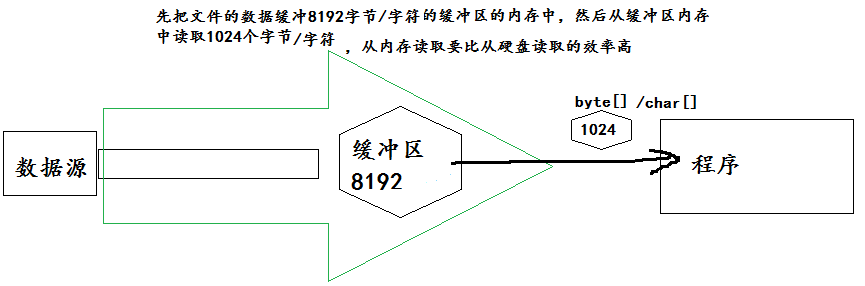 先把文件的数据缓冲8192字节/字符的缓冲区的内存中，然后从缓冲区内存
中读取1024个字节/字符 ，从内存读取要比从硬盘读取的效率高
byte[] /char[]
1024
数据源
缓冲区
8192
程序